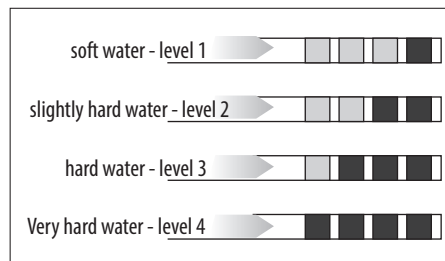 soft water - level 1
slightly hard water - level 2
hard water - level 3
Very hard water - level 4